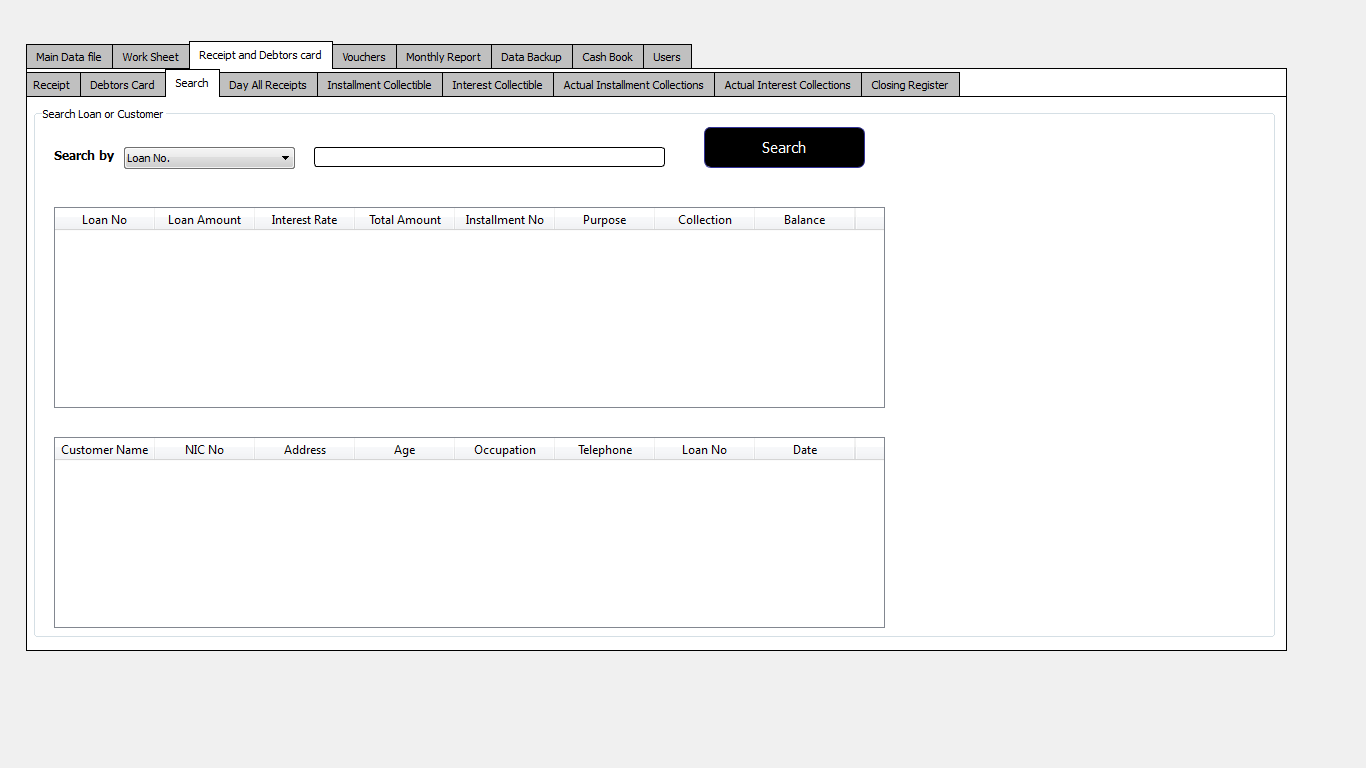 Main Data file Work Sheet Receipt and Debtors card Vouchers Monthly Report Data Backup Cash Book Users
Receipt Debtors Card Search Day All Receipts Installment Collectible Interest Collectible Actual Installment Collections Actual Interest Collections Closing Register
Search Loan or Customer
Search by Loan No. Search
Loan No Loan Amount Interest Rate Total Amount Installment No Purpose Collection Balance
Customer Name NIC No Address Age Occupation Telephone Loan No Date